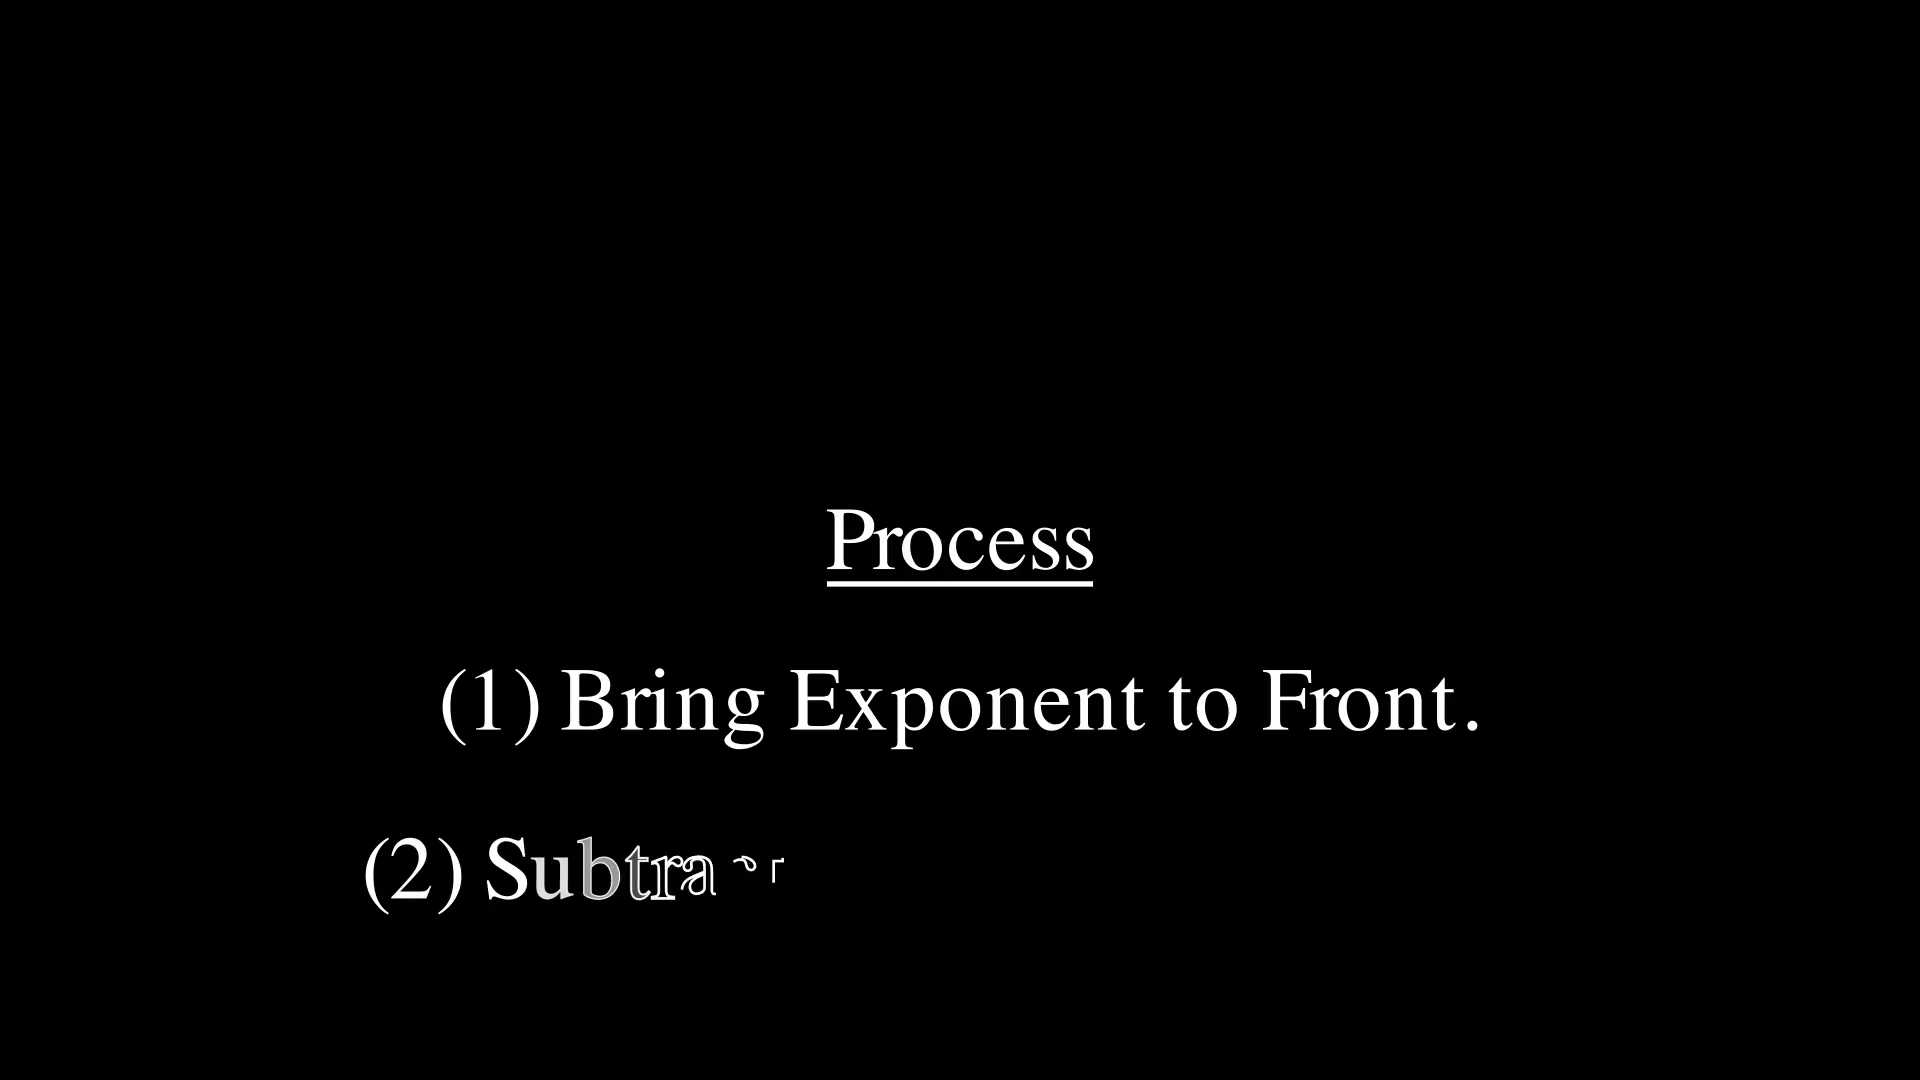 Process
(1) Bring Exponent to Front.
(2) Subtra